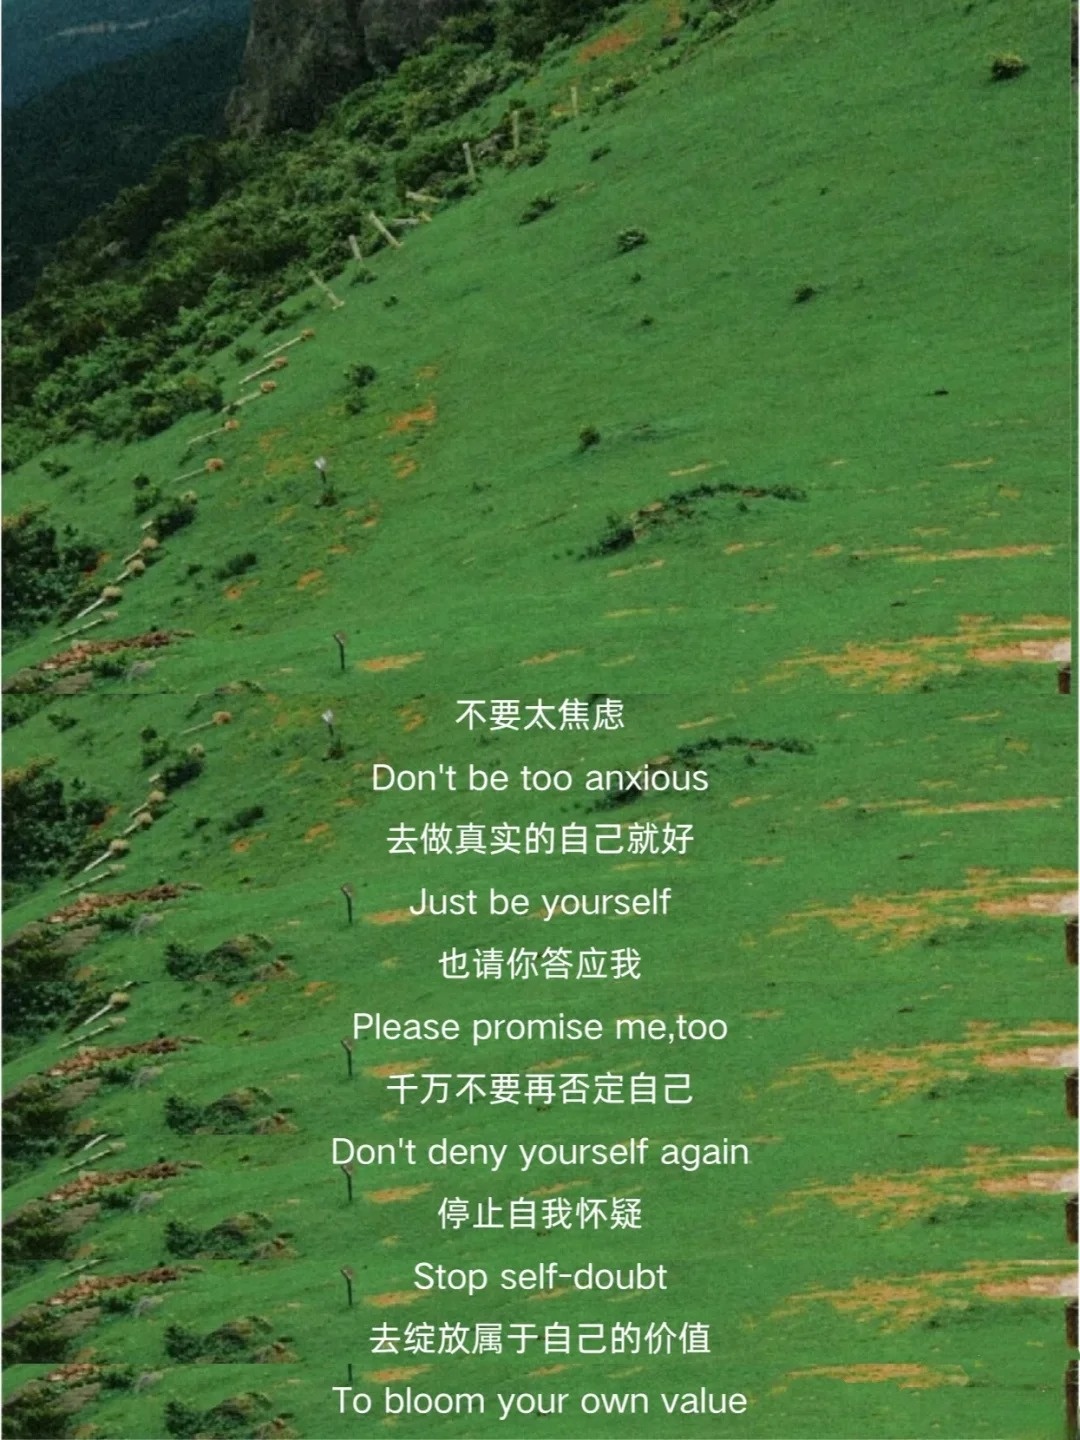 不要太焦虑
Don't be too anxious
去做真实的自己就好
Just be yourself
也请你答应我
Please promise me,too
千万不要再否定自己
Don't deny yourself again
停止自我怀疑
Stop self-doubt
去绽放属于自己的价值
To bloom your own value